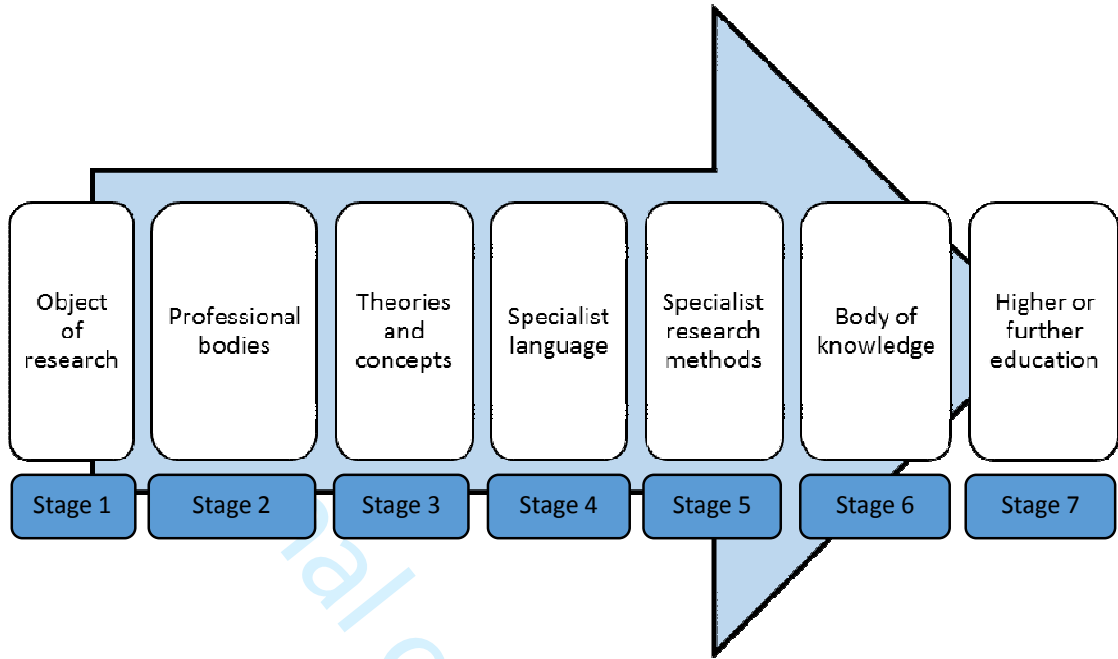 Object
of
research
Professional
bodies
Theories
and
concepts
Specialist
language
Specialist
research
methods
Body of
knowledge
Higher or
further
education
Stage 1
Stage 2
Stage 3
Stage 4
Stage 5
Stage 6
Stage 7